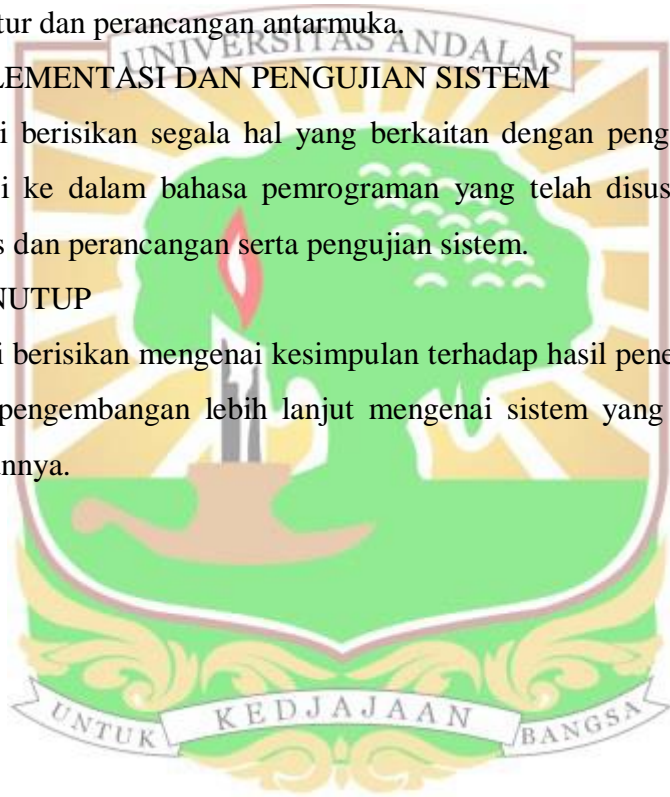 tur dan perancangan antarmuka.
UNIVERSITAS ANDALAS
LEMENTASI DAN PENGUJIAN SISTEM
i berisikan segala hal yang berkaitan dengan peng
i ke dalam bahasa pemrograman yang telah disus
s dan perancangan serta pengujian sistem.
NUTUP
i berisikan mengenai kesimpulan terhadap hasil pene
pengembangan lebih lanjut mengenai sistem yang
annya.
UNTUK KEDJAJAAN BANGSA